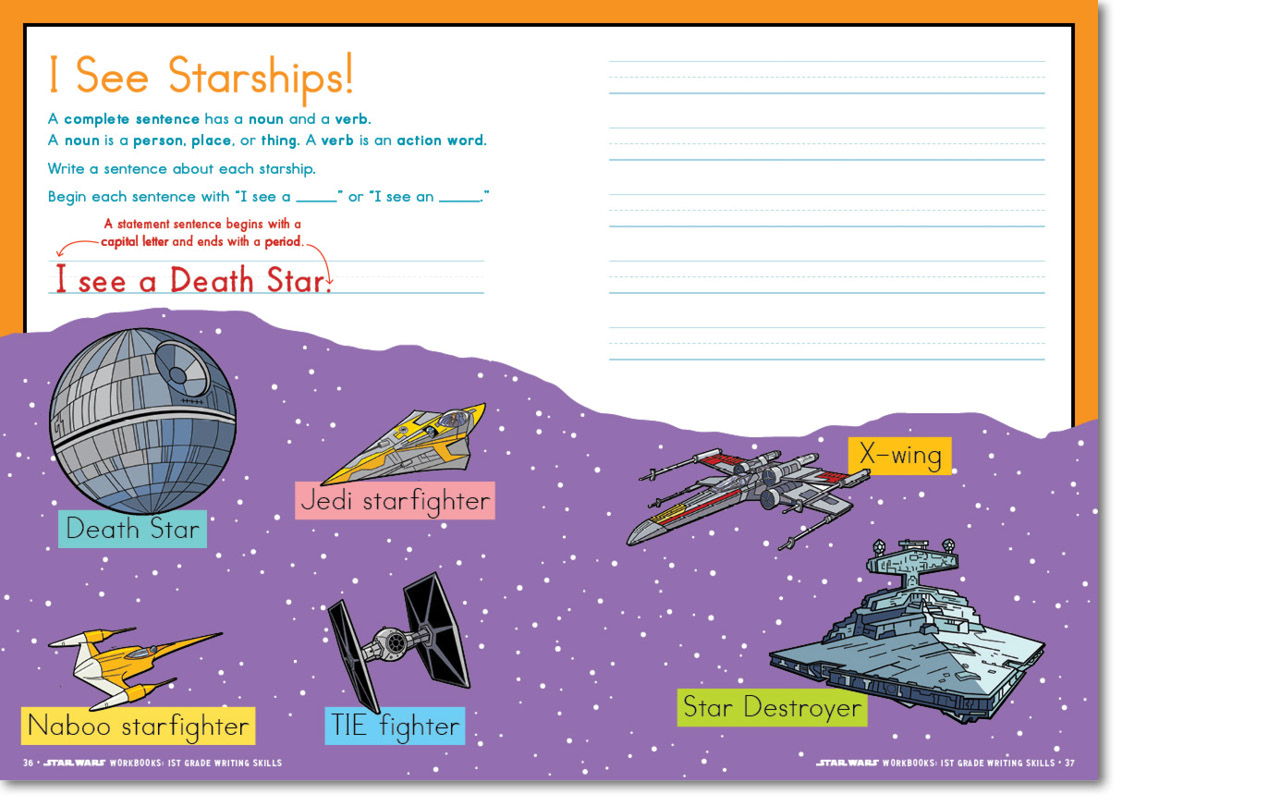 I See Starships!
A complete sentence has a noun and a verb.
A noun is a person, place, or thing. A verb is an action word.
Write a sentence about each starship.
Begin each sentence with “I see a _____” or “I see an _____.”
A statement sentence begins with a
capital letter and ends with a period.
I see a Death Star.
Death Star
Jedi starfighter
X-wing
Naboo starfighter
TIE fighter
Star Destroyer
36 • STAR WARS WORKBOOKS: 1ST GRADE WRITING SKILLS
STAR WARS WORKBOOKS: 1ST GRADE WRITING SKILLS • 37